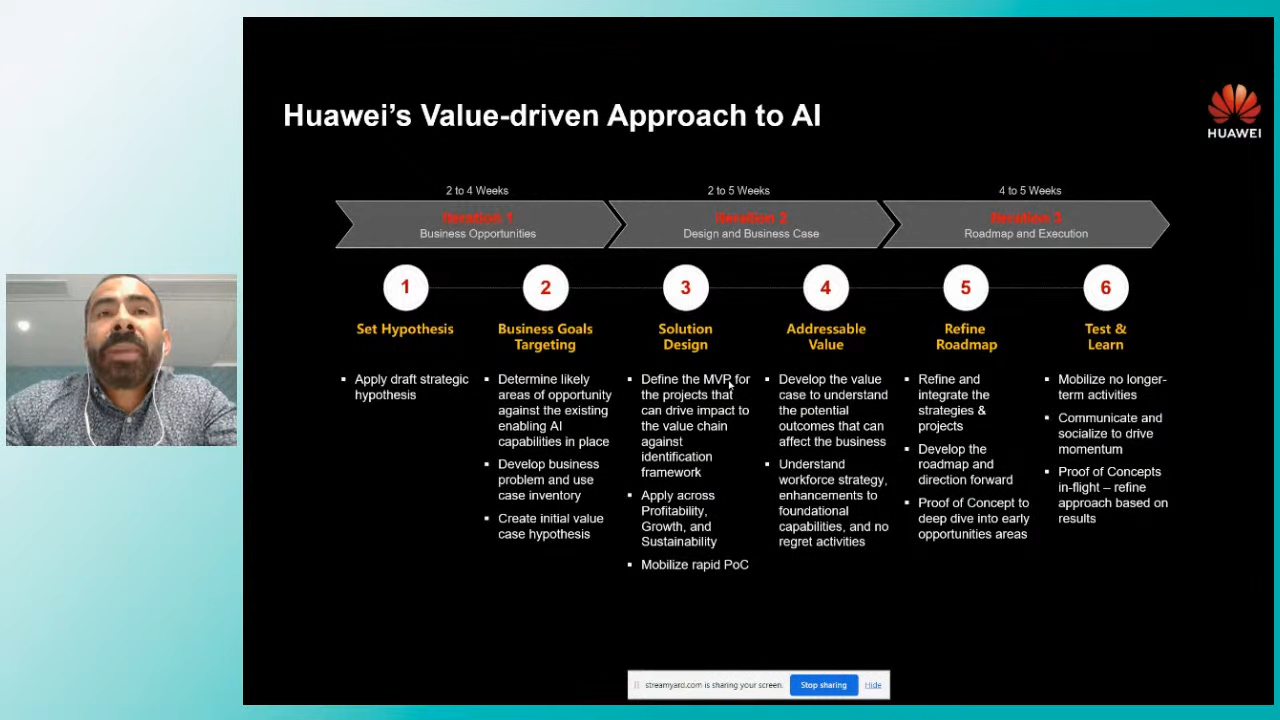 Huawei's Value-driven Approach to AI
HUAWEI
2 to 4 Weeks
2 to 5 Weeks
4 to 5 Weeks
Iteration 1
Business Opportunities
Iteration 2
Design and Business Case
Iteration 3
Roadmap and Execution
1
2
3
4
5
6
Set Hypothesis
Business Goals
Targeting
Solution
Design
Addressable
Value
Refine
Roadmap
Test &
Learn
▪ Apply draft strategic
hypothesis
▪ Determine likely
areas of opportunity
against the existing
enabling AI
capabilities in place
▪ Develop business
problem and use
case inventory
▪ Create initial value
case hypothesis
▪ Define the MVP for
the projects that
can drive impact to
the value chain
against
identification
framework
▪ Apply across
Profitability,
Growth, and
Sustainability
▪ Mobilize rapid PoC
▪ Develop the value
case to understand
the potential
outcomes that can
affect the business
▪ Understand
workforce strategy,
enhancements to
foundational
capabilities, and no
regret activities
▪ Refine and
integrate the
strategies &
projects
▪ Develop the
roadmap and
direction forward
▪ Proof of Concept to
deep dive into early
opportunities areas
▪ Mobilize no longer-
term activities
▪ Communicate and
socialize to drive
momentum
▪ Proof of Concepts
in-flight – refine
approach based on
results
streamyard.com is sharing your screen.
Stop sharing
Hide